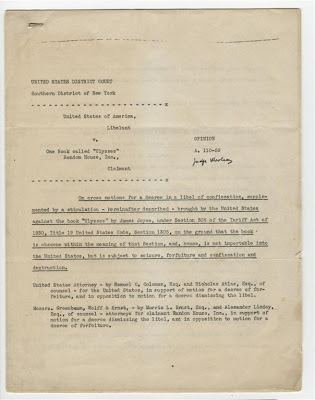 UNITED STATES DISTRICT COURT
Southern District of New York
- - - - - - - - - - - - - - - - - - - - - -x
United States of America,
Libelant
v.
OPINION
One Book called "Ulysses"
A. 110-59
Random House, Inc.,
Claimant
- - - - - - - - - - - - - - - - - - - - - -x
On cross motions for a decree in a libel of confiscation, supple-
mented by a stipulation - hereinafter described - brought by the United States
against the book "Ulysses" by James Joyce, under Section 305 of the Tariff Act of
1930, Title 19 United States Code, Section 1305, on the ground that the book
is obscene within the meaning of that Section, and, hence, is not importable into
the United States, but is subject to seizure, forfeiture and confiscation and
destruction.
United States Attorney - by Samuel C. Coleman, Esq., and Nicholas Atlas, Esq., of
counsel - for the United States, in support of motion for a decree of for-
feiture, and in opposition to motion for a decree dismissing the libel.
Messrs. Greenbaum, Wolff & Ernst, - by Morris L. Ernst, Esq., and Alexander Lindey,
Esq., of counsel - attorneys for claimant Random House, Inc., in support of
motion for a decree dismissing the libel, and in opposition to motion for a
decree of forfeiture.